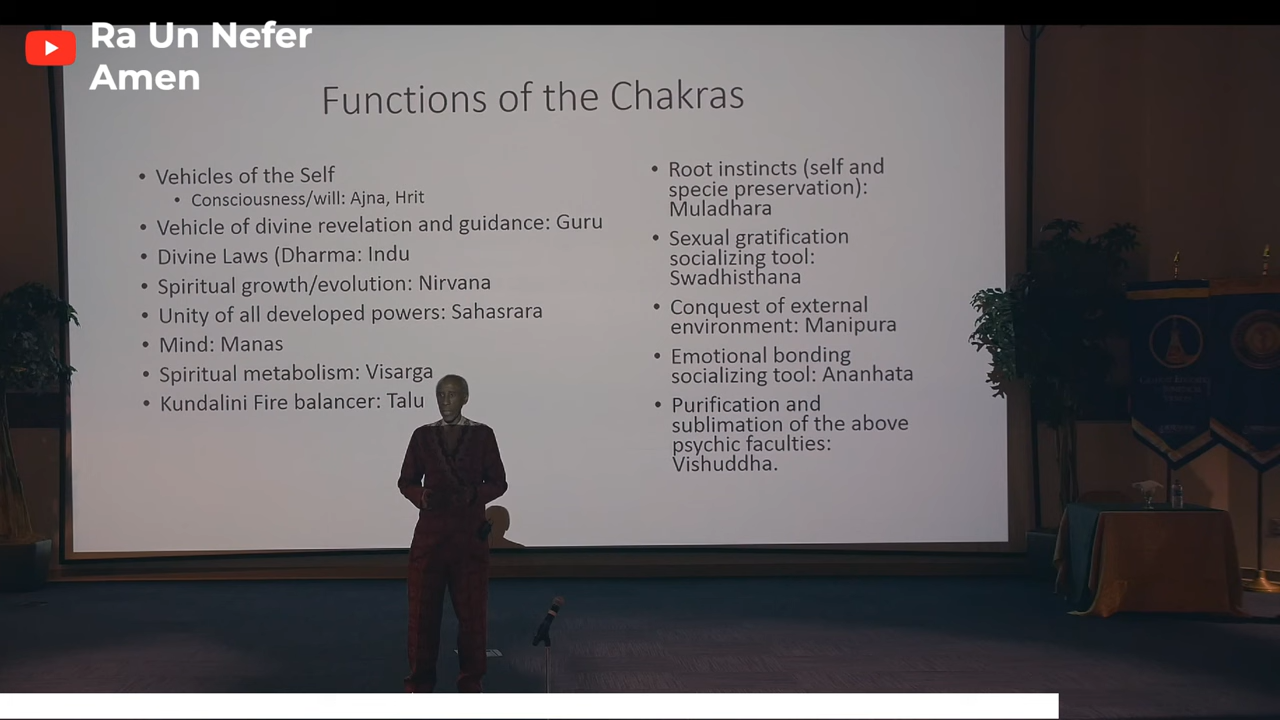 Ra Un Nefer
Amen
Functions of the Chakras
• Vehicles of the Self
• Consciousness/will: Ajna, Hrit
• Vehicle of divine revelation and guidance: Guru
• Divine Laws (Dharma: Indu
• Spiritual growth/evolution: Nirvana
• Unity of all developed powers: Sahasrara
• Mind: Manas
• Spiritual metabolism: Visarga
• Kundalini Fire balancer: Talu
• Root instincts (self and
specie preservation):
Muladhara
• Sexual gratification
socializing tool:
Swadhisthana
• Conquest of external
environment: Manipura
• Emotional bonding
socializing tool: Ananhata
• Purification and
sublimation of the above
psychic faculties:
Vishuddha.